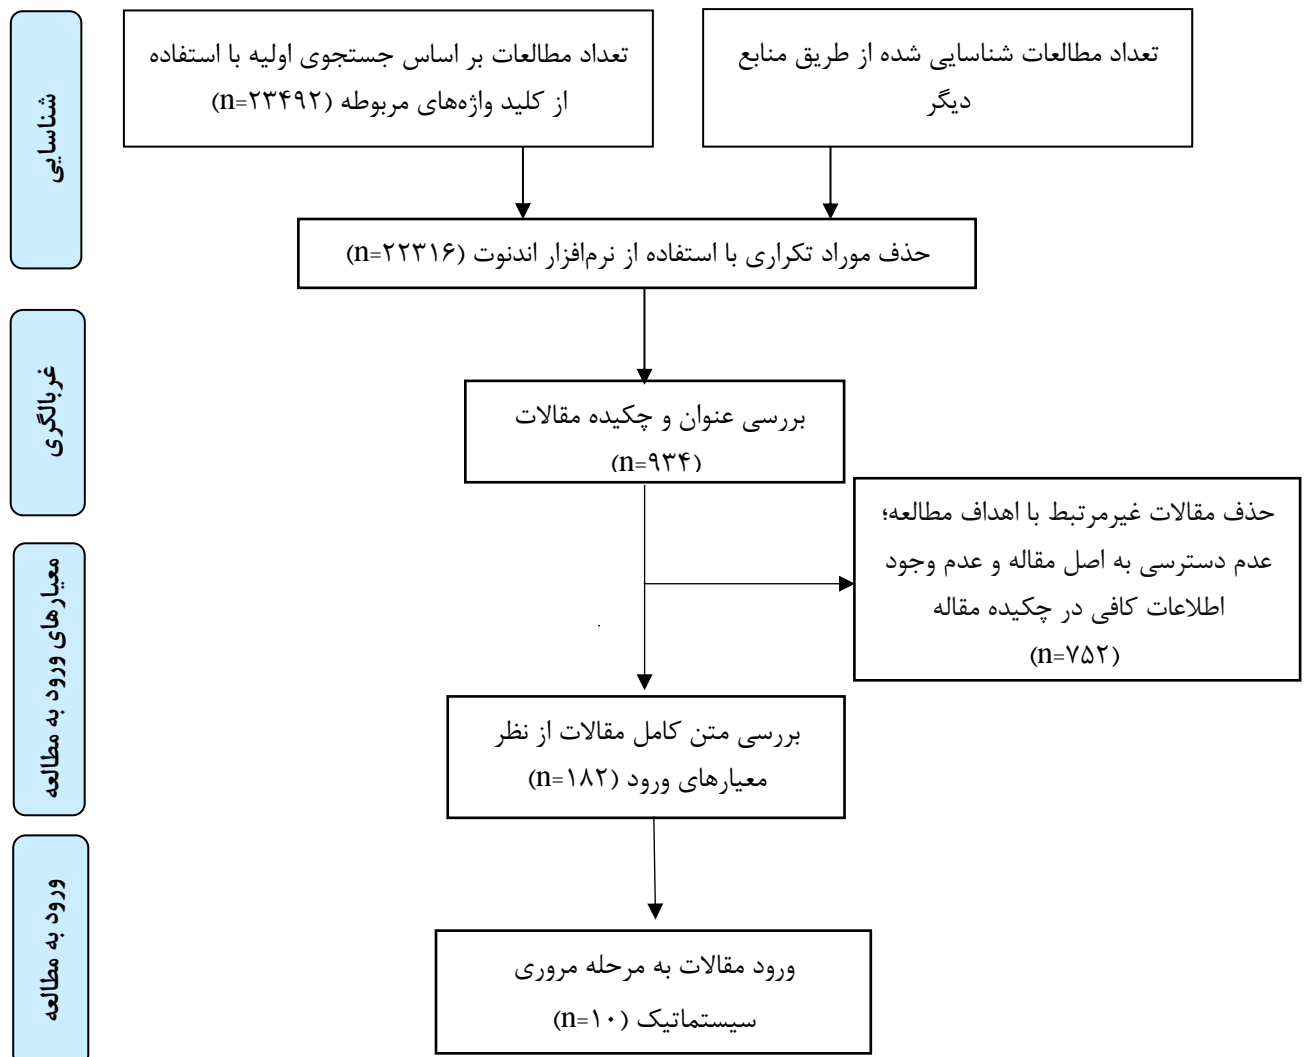 شناسایی
تعداد مطالعات شناسایی شده از طریق منابع
دیگر
تعداد مطالعات بر اساس جستجوی اولیه با استفاده
از کلید واژه‌های مربوطه (n=۲۳۴۹۲)
حذف موراد تکراری با استفاده از نرم‌افزار اندنوت (n=۲۲۳۱۶)
غربالگری
بررسی عنوان و چکیده مقالات
(n=۹۳۴)
حذف مقالات غیرمرتبط با اهداف مطالعه؛
عدم دسترسی به اصل مقاله و عدم وجود
اطلاعات کافی در چکیده مقاله
(n=۷۵۲)
معیارهای ورود به مطالعه
بررسی متن کامل مقالات از نظر
معیارهای ورود (n=۱۸۲)
ورود به مطالعه
ورود مقالات به مرحله مروری
سیستماتیک (n=۱۰)